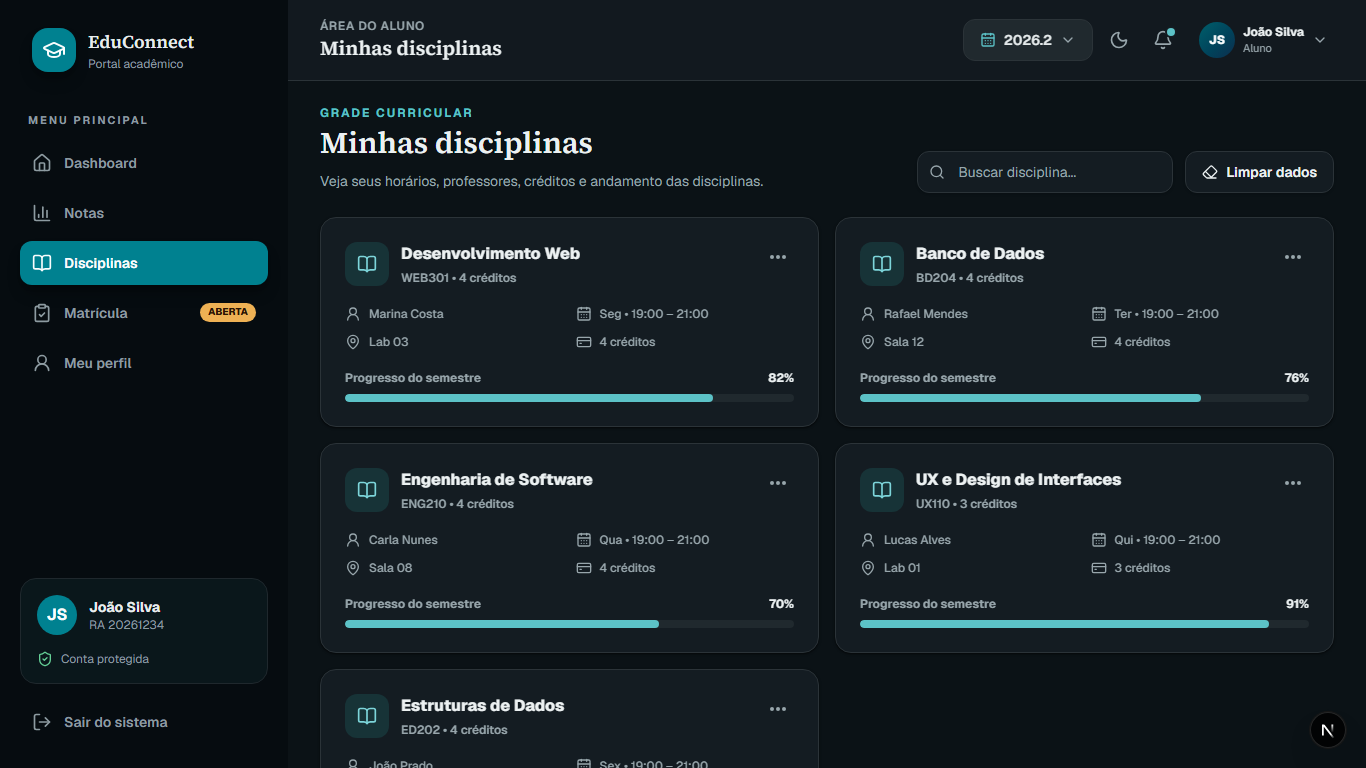 EduConnect
Portal acadêmico
MENU PRINCIPAL
Dashboard
Notas
Disciplinas
Matrícula ABERTA
Meu perfil
JS João Silva
RA 20261234
Conta protegida
Sair do sistema
ÁREA DO ALUNO
Minhas disciplinas
2026.2
JS João Silva
Aluno
GRADE CURRICULAR
Minhas disciplinas
Veja seus horários, professores, créditos e andamento das disciplinas.
Buscar disciplina...
Limpar dados
Desenvolvimento Web
WEB301 • 4 créditos
Marina Costa Seg • 19:00 – 21:00
Lab 03 4 créditos
Progresso do semestre 82%
Banco de Dados
BD204 • 4 créditos
Rafael Mendes Ter • 19:00 – 21:00
Sala 12 4 créditos
Progresso do semestre 76%
Engenharia de Software
ENG210 • 4 créditos
Carla Nunes Qua • 19:00 – 21:00
Sala 08 4 créditos
Progresso do semestre 70%
UX e Design de Interfaces
UX110 • 3 créditos
Lucas Alves Qui • 19:00 – 21:00
Lab 01 3 créditos
Progresso do semestre 91%
Estruturas de Dados
ED202 • 4 créditos
João Prado Sex • 19:00 – 21:00
N